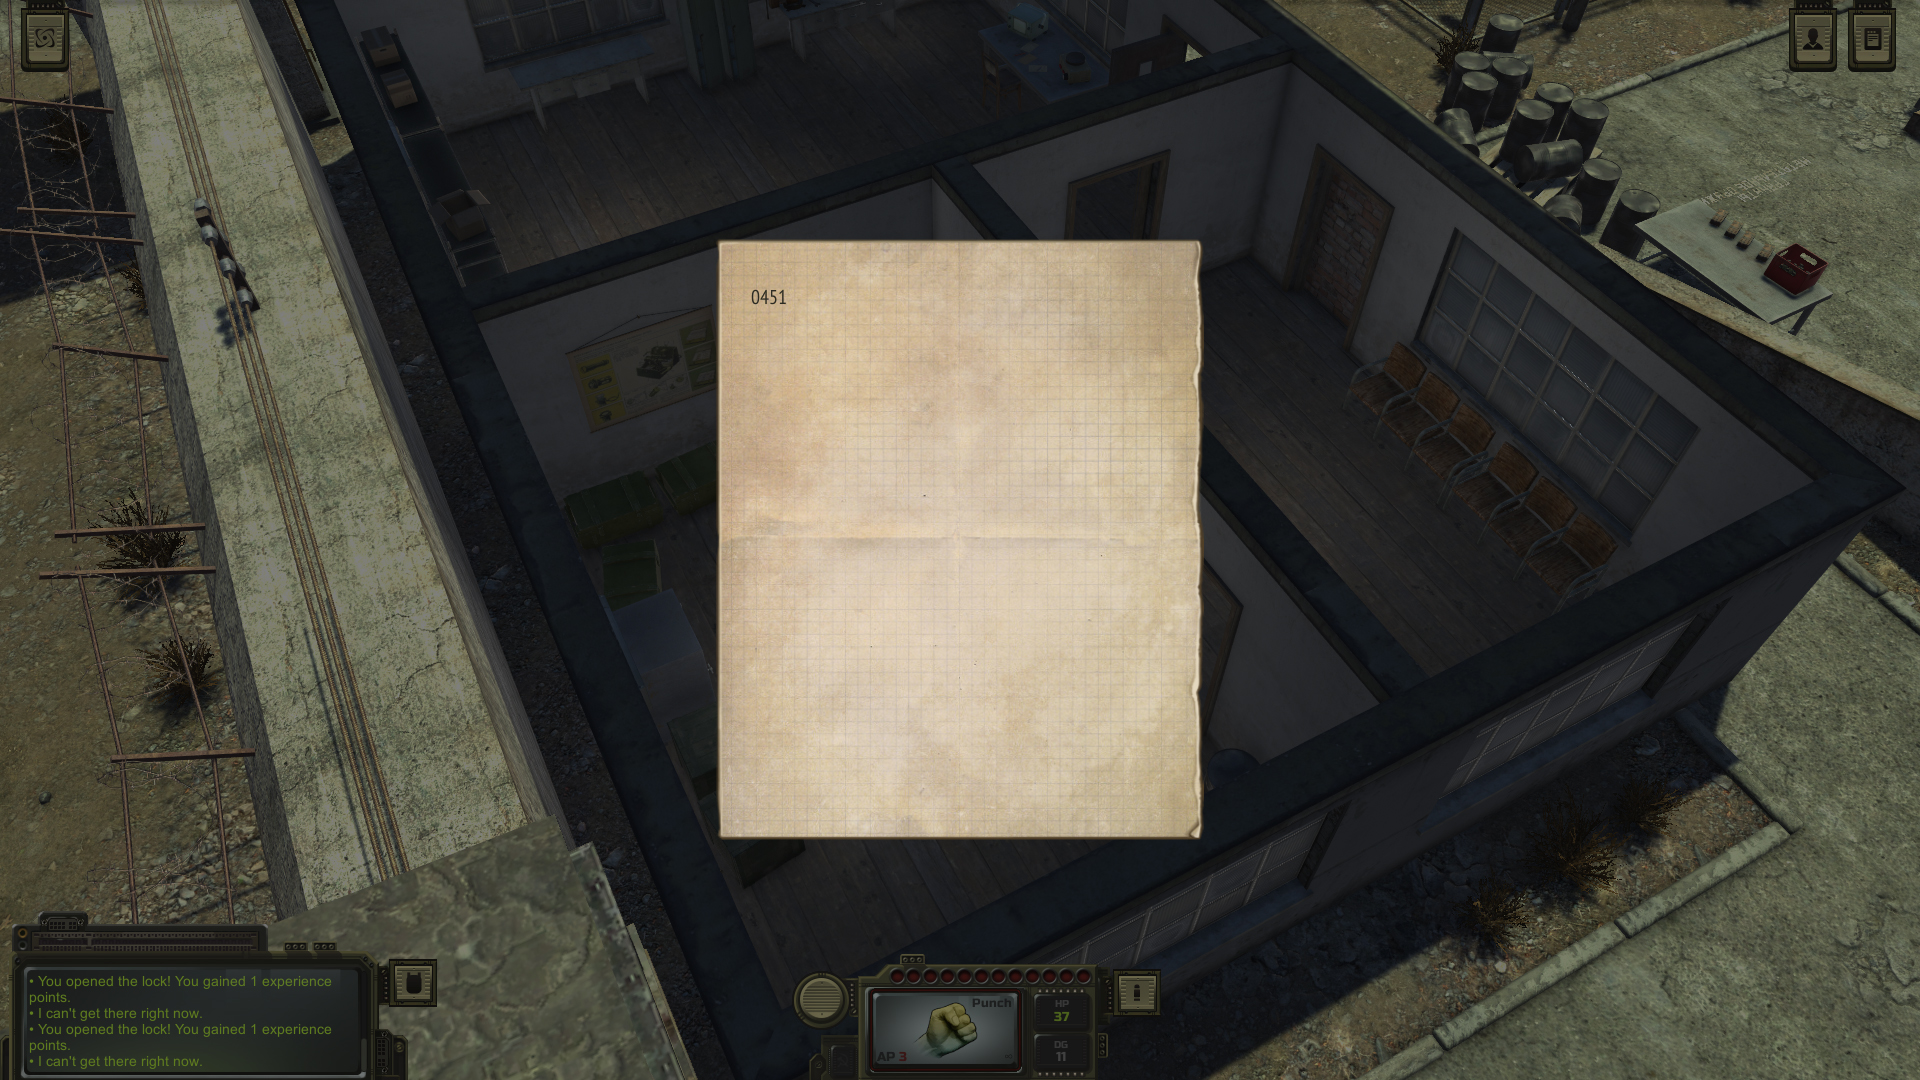 0451
• You opened the lock! You gained 1 experience
points.
• I can't get there right now.
• You opened the lock! You gained 1 experience
points.
• I can't get there right now.
Punch
AP 3
HP
37
DG
11